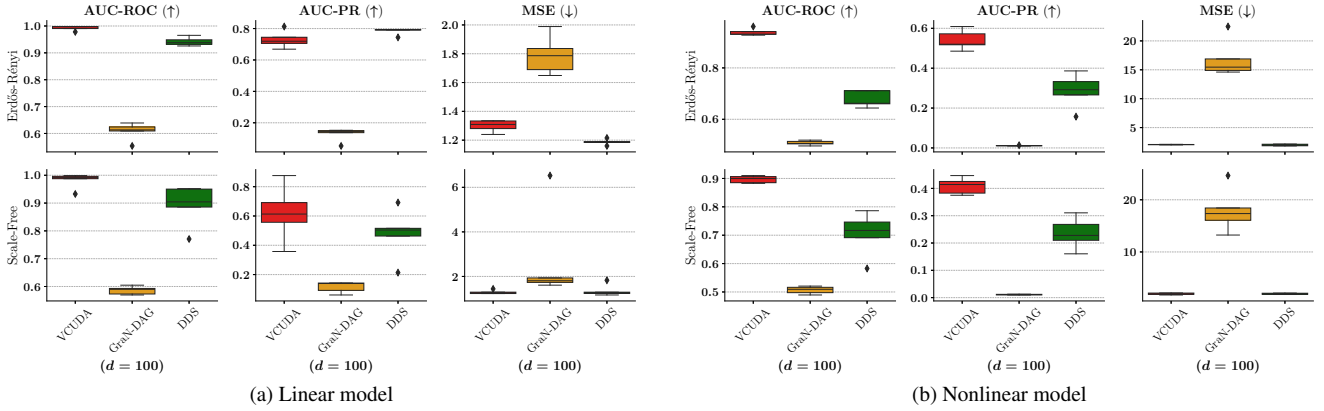 AUC-ROC (↑)
AUC-PR (↑)
MSE (↓)
Erdős-Rényi
1.0
0.9
0.8
0.7
0.6
0.8
0.6
0.4
0.2
2.0
1.8
1.6
1.4
1.2
Scale-Free
1.0
0.9
0.8
0.7
0.6
0.8
0.6
0.4
0.2
6
4
2
VCUDA
GraN-DAG
DDS
VCUDA
GraN-DAG
DDS
VCUDA
GraN-DAG
DDS
(d = 100)
(d = 100)
(d = 100)
(a) Linear model
AUC-ROC (↑)
AUC-PR (↑)
MSE (↓)
Erdős-Rényi
0.8
0.6
0.6
0.4
0.2
0.0
20
15
10
5
Scale-Free
0.9
0.8
0.7
0.6
0.5
0.4
0.3
0.2
0.1
0.0
20
10
VCUDA
GraN-DAG
DDS
VCUDA
GraN-DAG
DDS
VCUDA
GraN-DAG
DDS
(d = 100)
(d = 100)
(d = 100)
(b) Nonlinear model